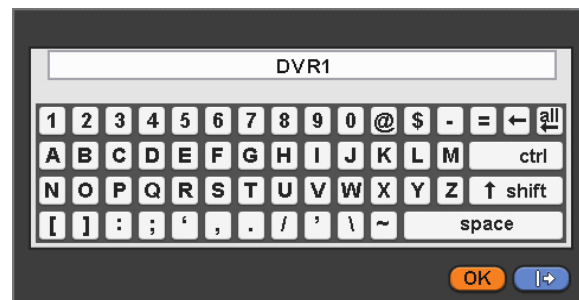 DVR1
1 2 3 4 5 6 7 8 9 0 @ $ - = ← all ←
A B C D E F G H I J K L M ctrl
N O P Q R S T U V W X Y Z ↑ shift
[ ] : ; ‘ , . / ’ \ ~ space
OK